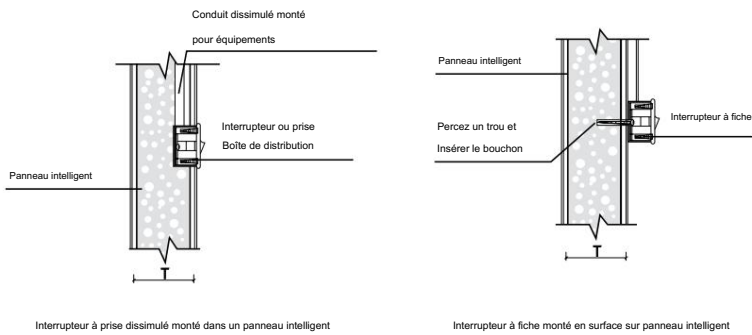 Conduit dissimulé monté
pour équipements
Interrupteur ou prise
Boîte de distribution
Panneau intelligent
T
Interrupteur à prise dissimulé monté dans un panneau intelligent
Panneau intelligent
Percez un trou et
Insérer le bouchon
Interrupteur à fiche
T
Interrupteur à fiche monté en surface sur panneau intelligent